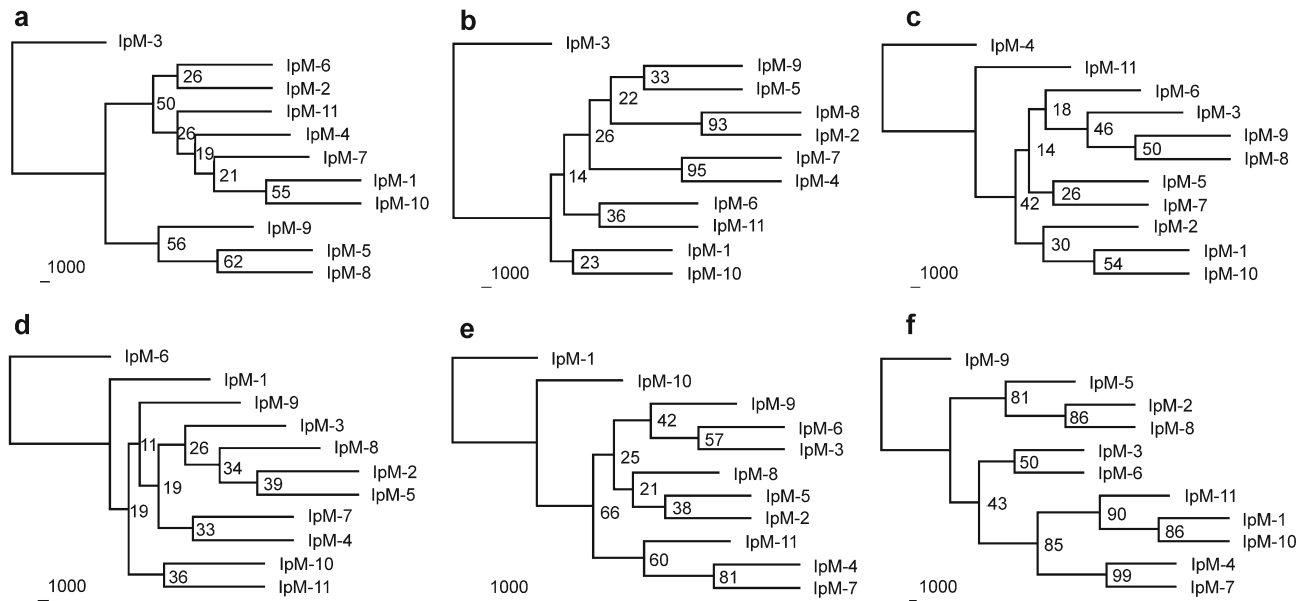 a
IpM-3
IpM-6
26
IpM-2
50
IpM-11
26
IpM-4
19
IpM-7
21
IpM-1
55
IpM-10
IpM-9
56
IpM-5
62
IpM-8
_1000
b
IpM-3
IpM-9
33
IpM-5
22
IpM-8
93
IpM-2
26
IpM-7
95
IpM-4
14
IpM-6
36
IpM-11
IpM-1
23
IpM-10
_1000
c
IpM-4
IpM-11
IpM-6
18
IpM-3
46
IpM-9
50
IpM-8
14
IpM-5
26
IpM-7
42
IpM-2
30
IpM-1
54
IpM-10
_1000
d
IpM-6
IpM-1
IpM-9
11
IpM-3
26
IpM-8
34
IpM-2
39
IpM-5
19
IpM-7
33
IpM-4
19
IpM-10
36
IpM-11
_1000
e
IpM-1
IpM-10
IpM-9
42
IpM-6
57
IpM-3
25
IpM-8
21
IpM-5
38
IpM-2
66
IpM-11
60
IpM-4
81
IpM-7
1000
f
IpM-9
IpM-5
81
IpM-2
86
IpM-8
IpM-3
50
IpM-6
43
IpM-11
90
IpM-1
86
IpM-10
85
IpM-4
99
IpM-7
_1000